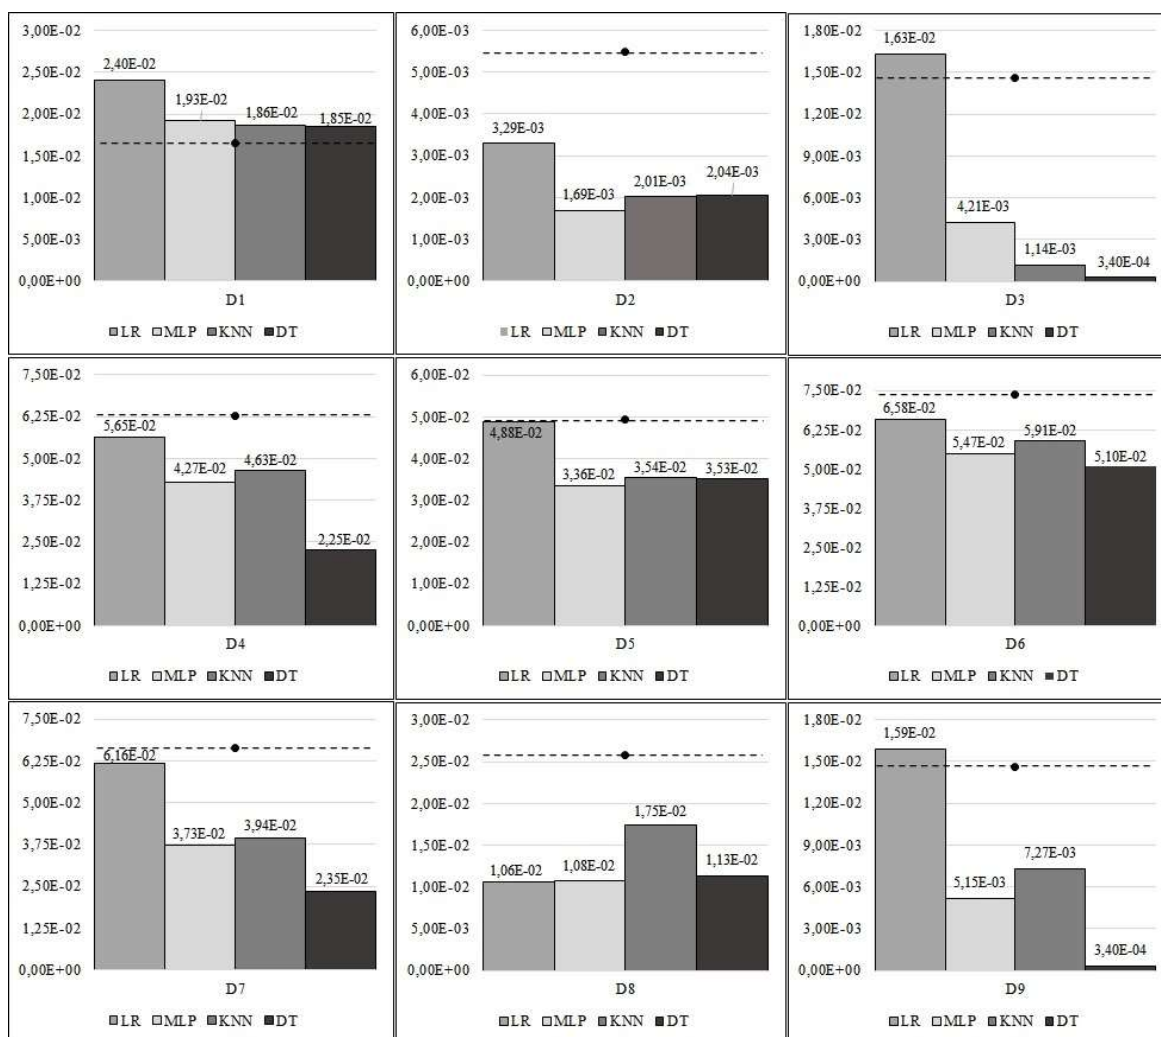 3,00E-02
2,50E-02
2,00E-02
1,50E-02
1,00E-02
5,00E-03
0,00E+00
2,40E-02
1,93E-02
1,86E-02
1,85E-02
D1
LR MLP KNN DT
6,00E-03
5,00E-03
4,00E-03
3,00E-03
2,00E-03
1,00E-03
0,00E+00
3,29E-03
1,69E-03
2,01E-03
2,04E-03
D2
LR MLP KNN DT
1,80E-02
1,50E-02
1,20E-02
9,00E-03
6,00E-03
3,00E-03
0,00E+00
1,63E-02
4,21E-03
1,14E-03
3,40E-04
D3
LR MLP KNN DT
7,50E-02
6,25E-02
5,00E-02
3,75E-02
2,50E-02
1,25E-02
0,00E+00
5,65E-02
4,27E-02
4,63E-02
2,25E-02
D4
LR MLP KNN DT
6,00E-02
5,00E-02
4,00E-02
3,00E-02
2,00E-02
1,00E-02
0,00E+00
4,88E-02
3,36E-02
3,54E-02
3,53E-02
D5
LR MLP KNN DT
7,50E-02
6,25E-02
5,00E-02
3,75E-02
2,50E-02
1,25E-02
0,00E+00
6,58E-02
5,47E-02
5,91E-02
5,10E-02
D6
LR MLP KNN DT
7,50E-02
6,25E-02
5,00E-02
3,75E-02
2,50E-02
1,25E-02
0,00E+00
6,16E-02
3,73E-02
3,94E-02
2,35E-02
D7
LR MLP KNN DT
3,00E-02
2,50E-02
2,00E-02
1,50E-02
1,00E-02
5,00E-03
0,00E+00
1,06E-02
1,08E-02
1,75E-02
1,13E-02
D8
LR MLP KNN DT
1,80E-02
1,50E-02
1,20E-02
9,00E-03
6,00E-03
3,00E-03
0,00E+00
1,59E-02
5,15E-03
7,27E-03
3,40E-04
D9
LR MLP KNN DT